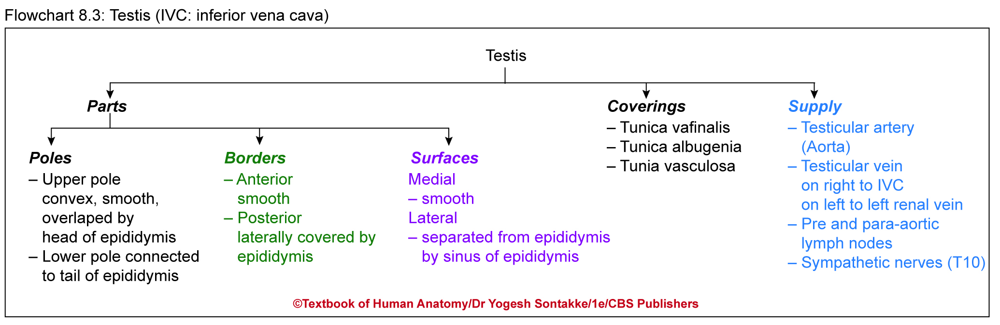 Flowchart 8.3: Testis (IVC: inferior vena cava)
Testis
Parts
Poles
– Upper pole
convex, smooth,
overlaped by
head of epididymis
– Lower pole connected
to tail of epididymis
Borders
– Anterior
smooth
– Posterior
laterally covered by
epididymis
Surfaces
Medial
– smooth
Lateral
– separated from epididymis
by sinus of epididymis
Coverings
– Tunica vafinalis
– Tunica albugenia
– Tunia vasculosa
Supply
– Testicular artery
(Aorta)
– Testicular vein
on right to IVC
on left to left renal vein
– Pre and para-aortic
lymph nodes
– Sympathetic nerves (T10)
©Textbook of Human Anatomy/Dr Yogesh Sontakke/1e/CBS Publishers